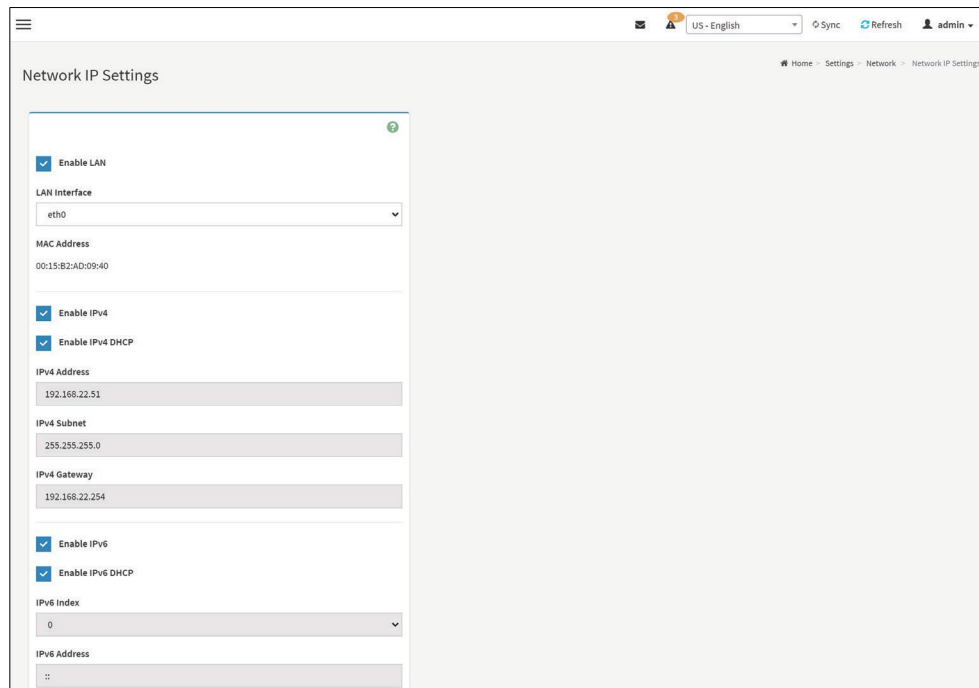 3
US - English
Sync
Refresh
admin
Network IP Settings
Home > Settings > Network > Network IP Settings
?
Enable LAN
LAN Interface
eth0
MAC Address
00:15:B2:AD:09:40
Enable IPv4
Enable IPv4 DHCP
IPv4 Address
192.168.22.51
IPv4 Subnet
255.255.255.0
IPv4 Gateway
192.168.22.254
Enable IPv6
Enable IPv6 DHCP
IPv6 Index
0
IPv6 Address
::